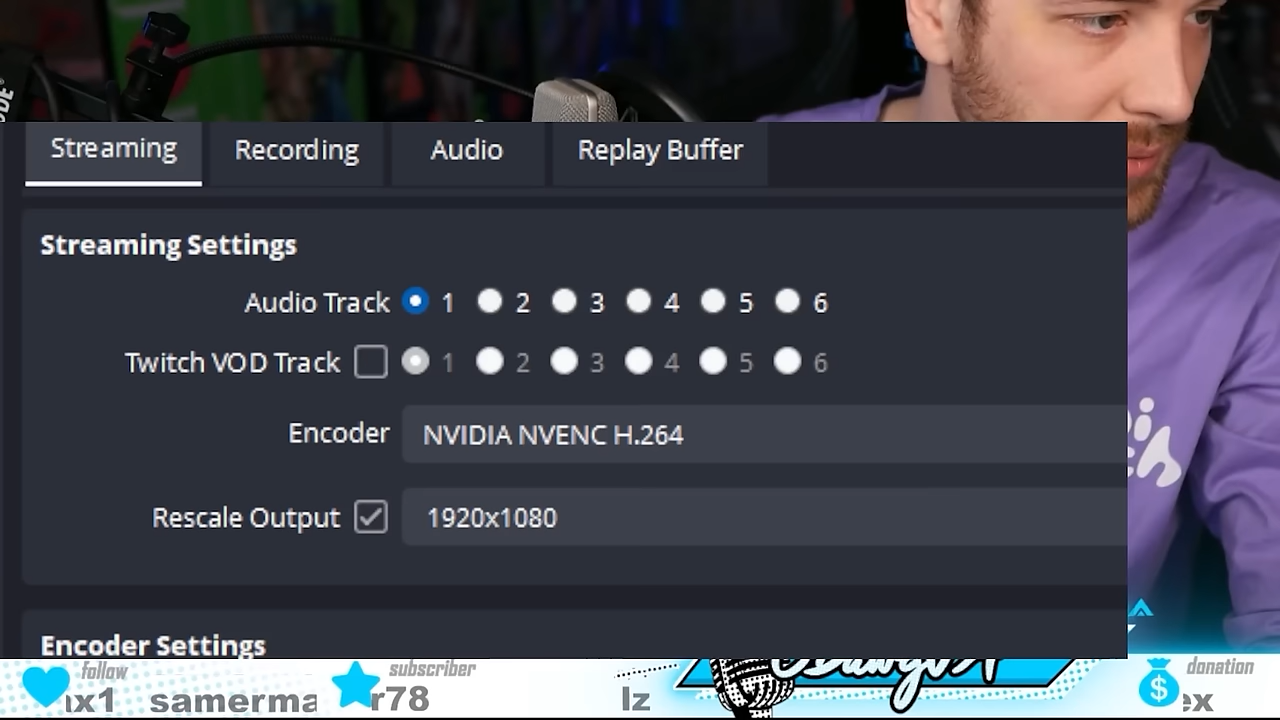 Streaming Recording Audio Replay Buffer
Streaming Settings
Audio Track 1 2 3 4 5 6
Twitch VOD Track 1 2 3 4 5 6
Encoder NVIDIA NVENC H.264
Rescale Output 1920x1080
Encoder Settings
follow subscriber donation
samerma r78 lz ex